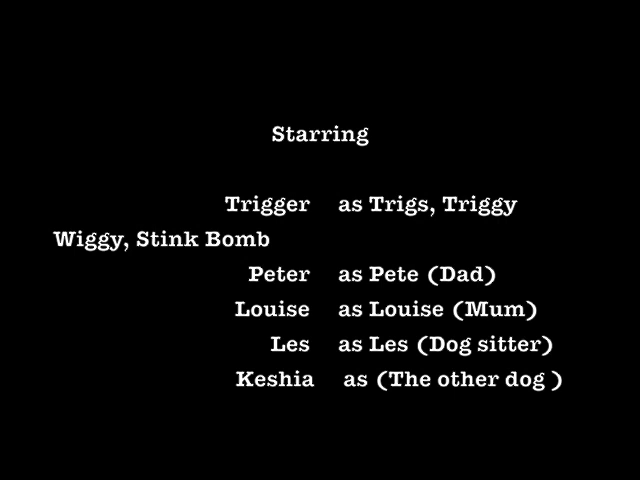 Starring
Trigger as Trigs, Triggy
Wiggy, Stink Bomb
Peter as Pete (Dad)
Louise as Louise (Mum)
Les as Les (Dog sitter)
Keshia as (The other dog )